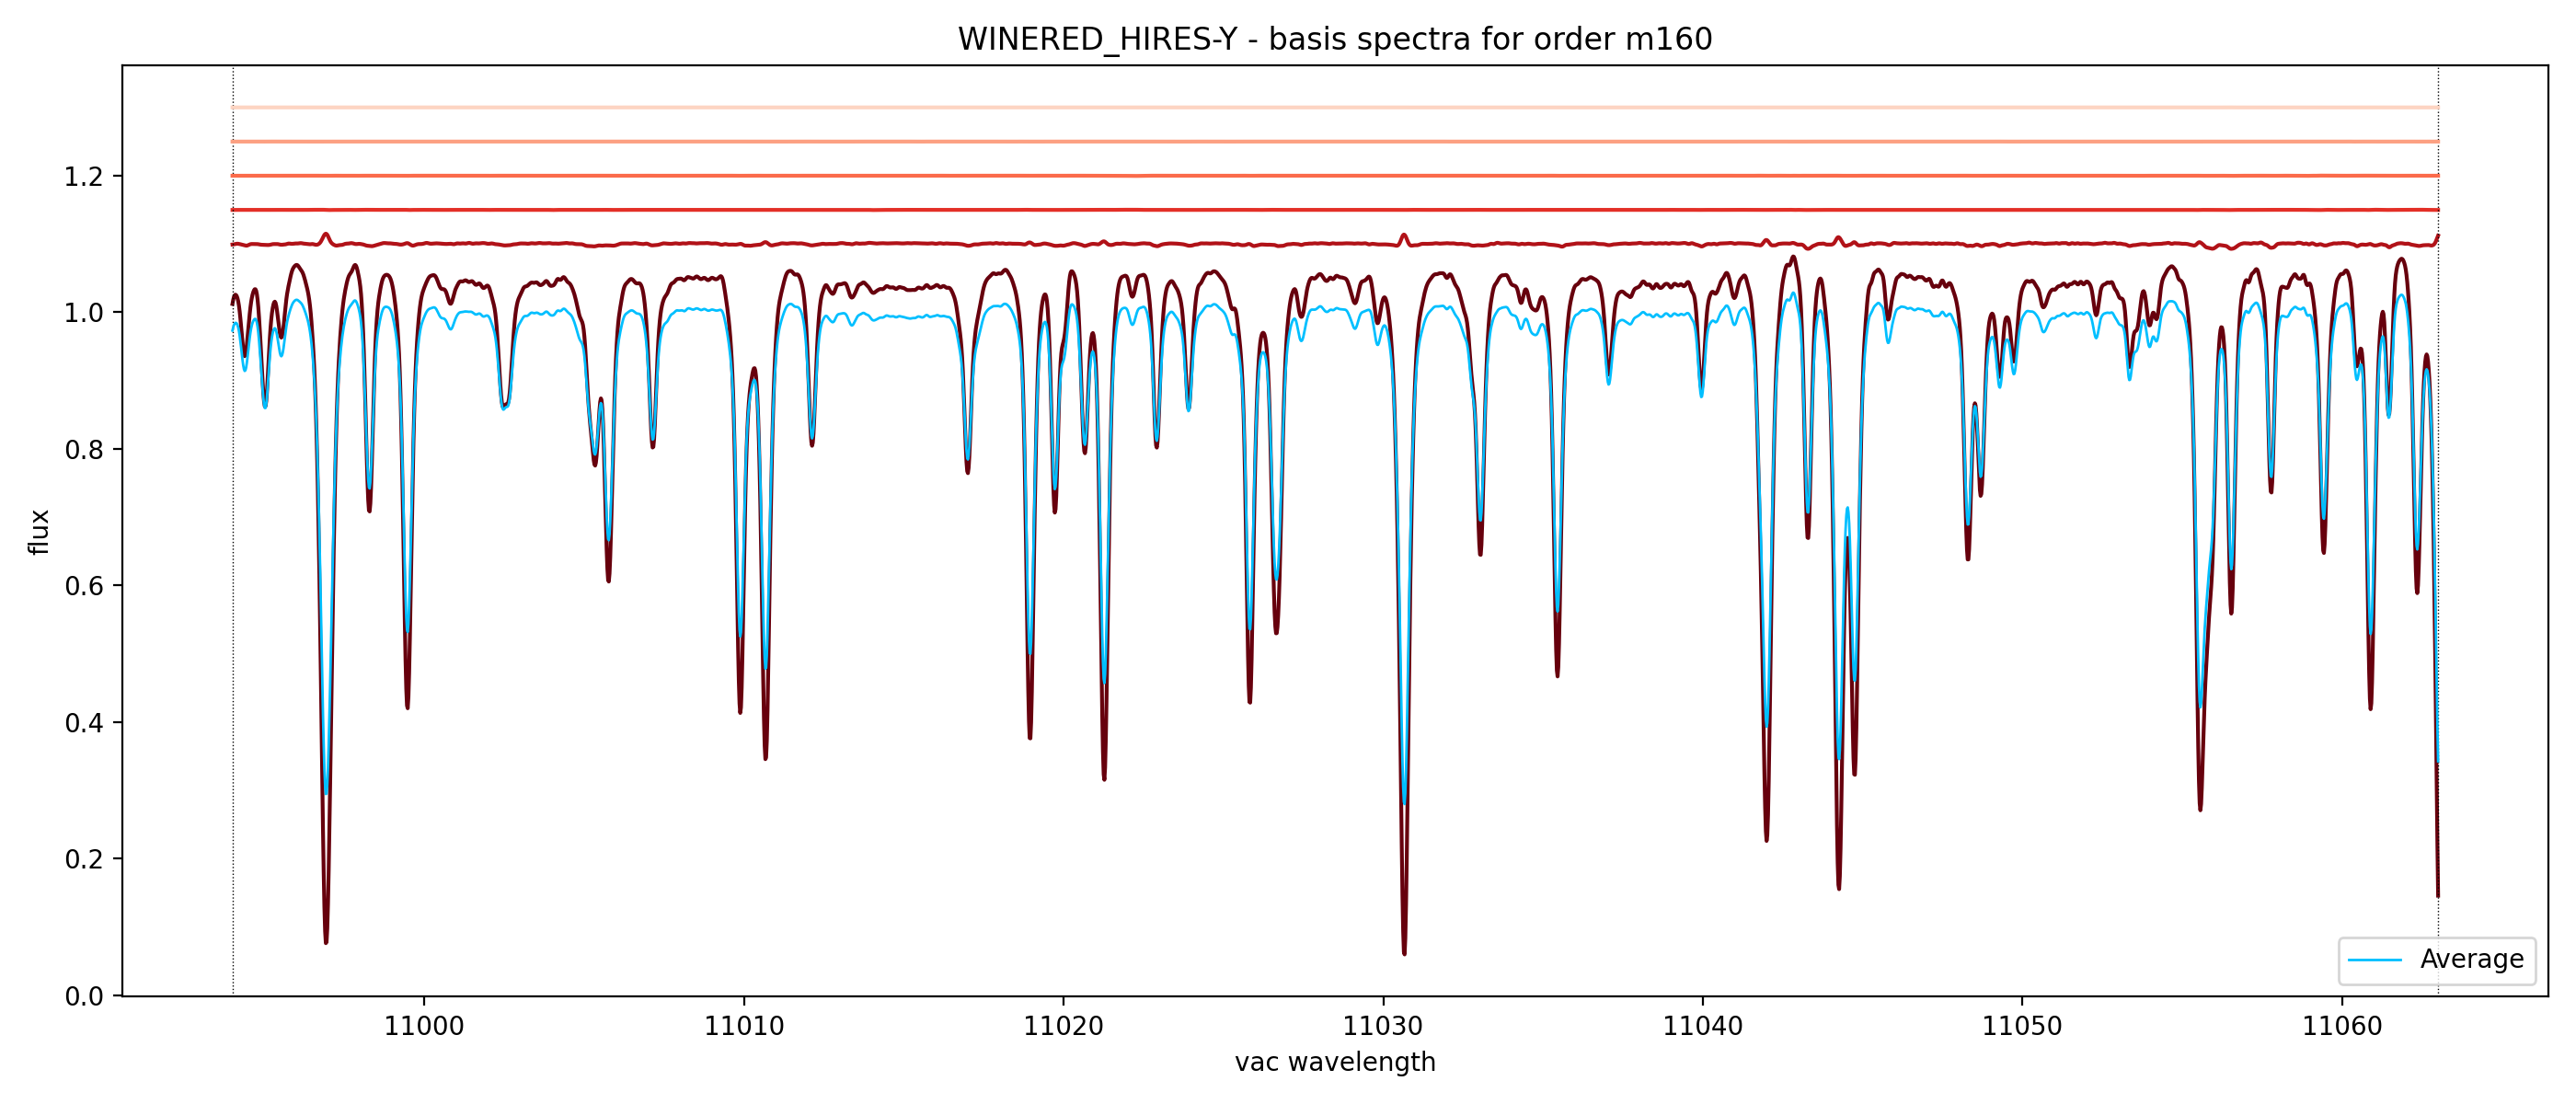 WINERED_HIRES-Y - basis spectra for order m160
flux
1.2
1.0
0.8
0.6
0.4
0.2
0.0
Average
11000 11010 11020 11030 11040 11050 11060
vac wavelength